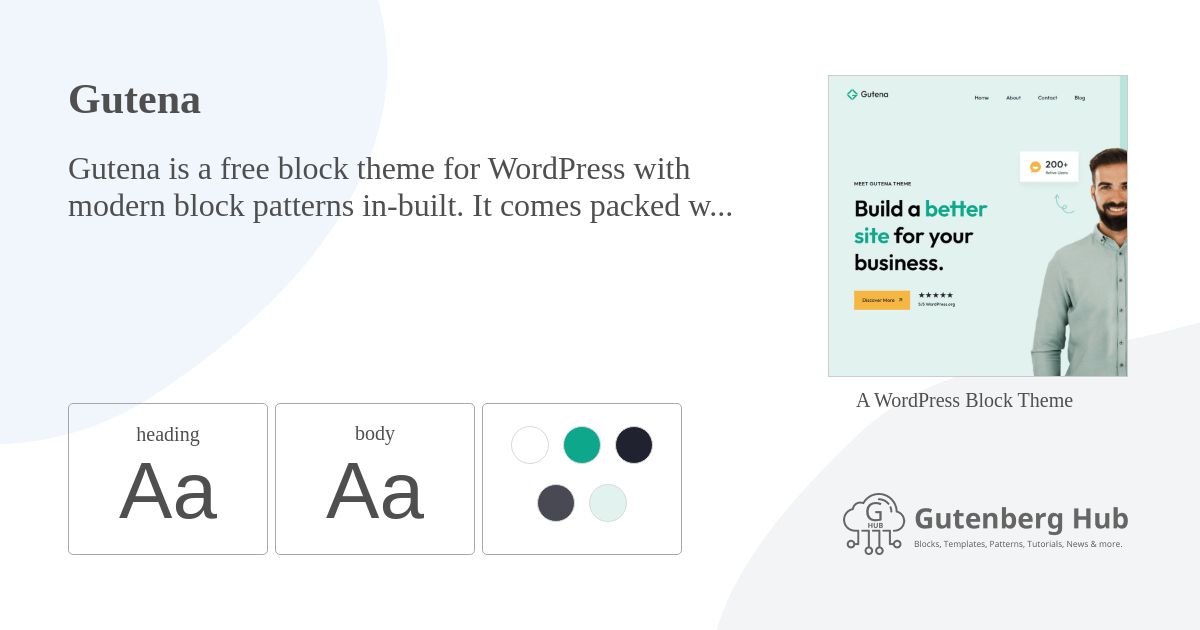 Gutena
Gutena is a free block theme for WordPress with
modern block patterns in-built. It comes packed w...
heading
Aa
body
Aa
Gutena
Home About Contact Blog
200+
Active Users
MEET GUTENA THEME
Build a better
site for your
business.
Discover More
5/5 WordPress.org
A WordPress Block Theme
G
HUB
Gutenberg Hub
Blocks, Templates, Patterns, Tutorials, News & more.